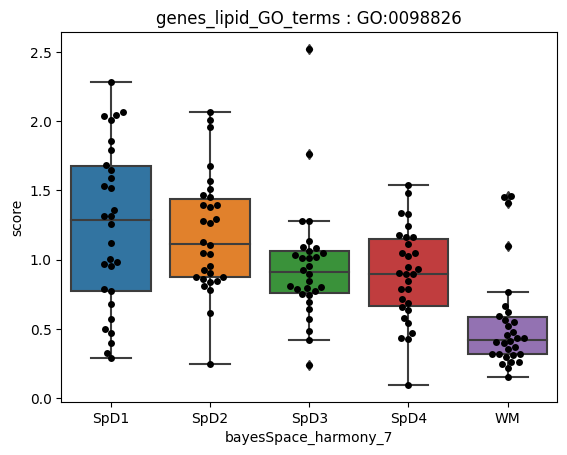 genes_lipid_GO_terms : GO:0098826
2.5
2.0
1.5
1.0
0.5
0.0
score
SpD1 SpD2 SpD3 SpD4 WM
bayesSpace_harmony_7